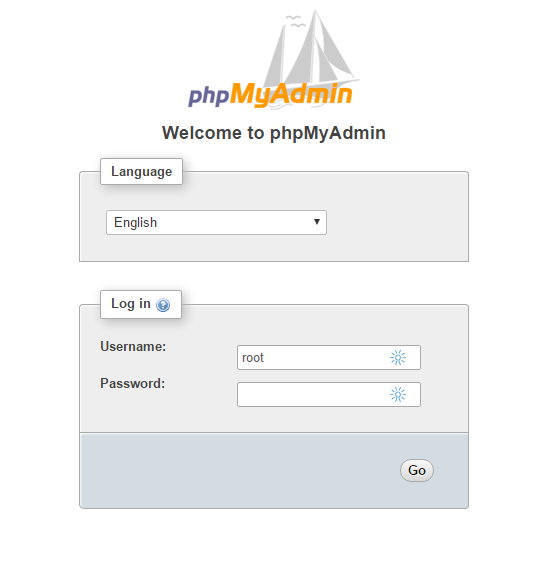 phpMyAdmin
Welcome to phpMyAdmin
Language
English
Log in
Username:
root
Password:
Go